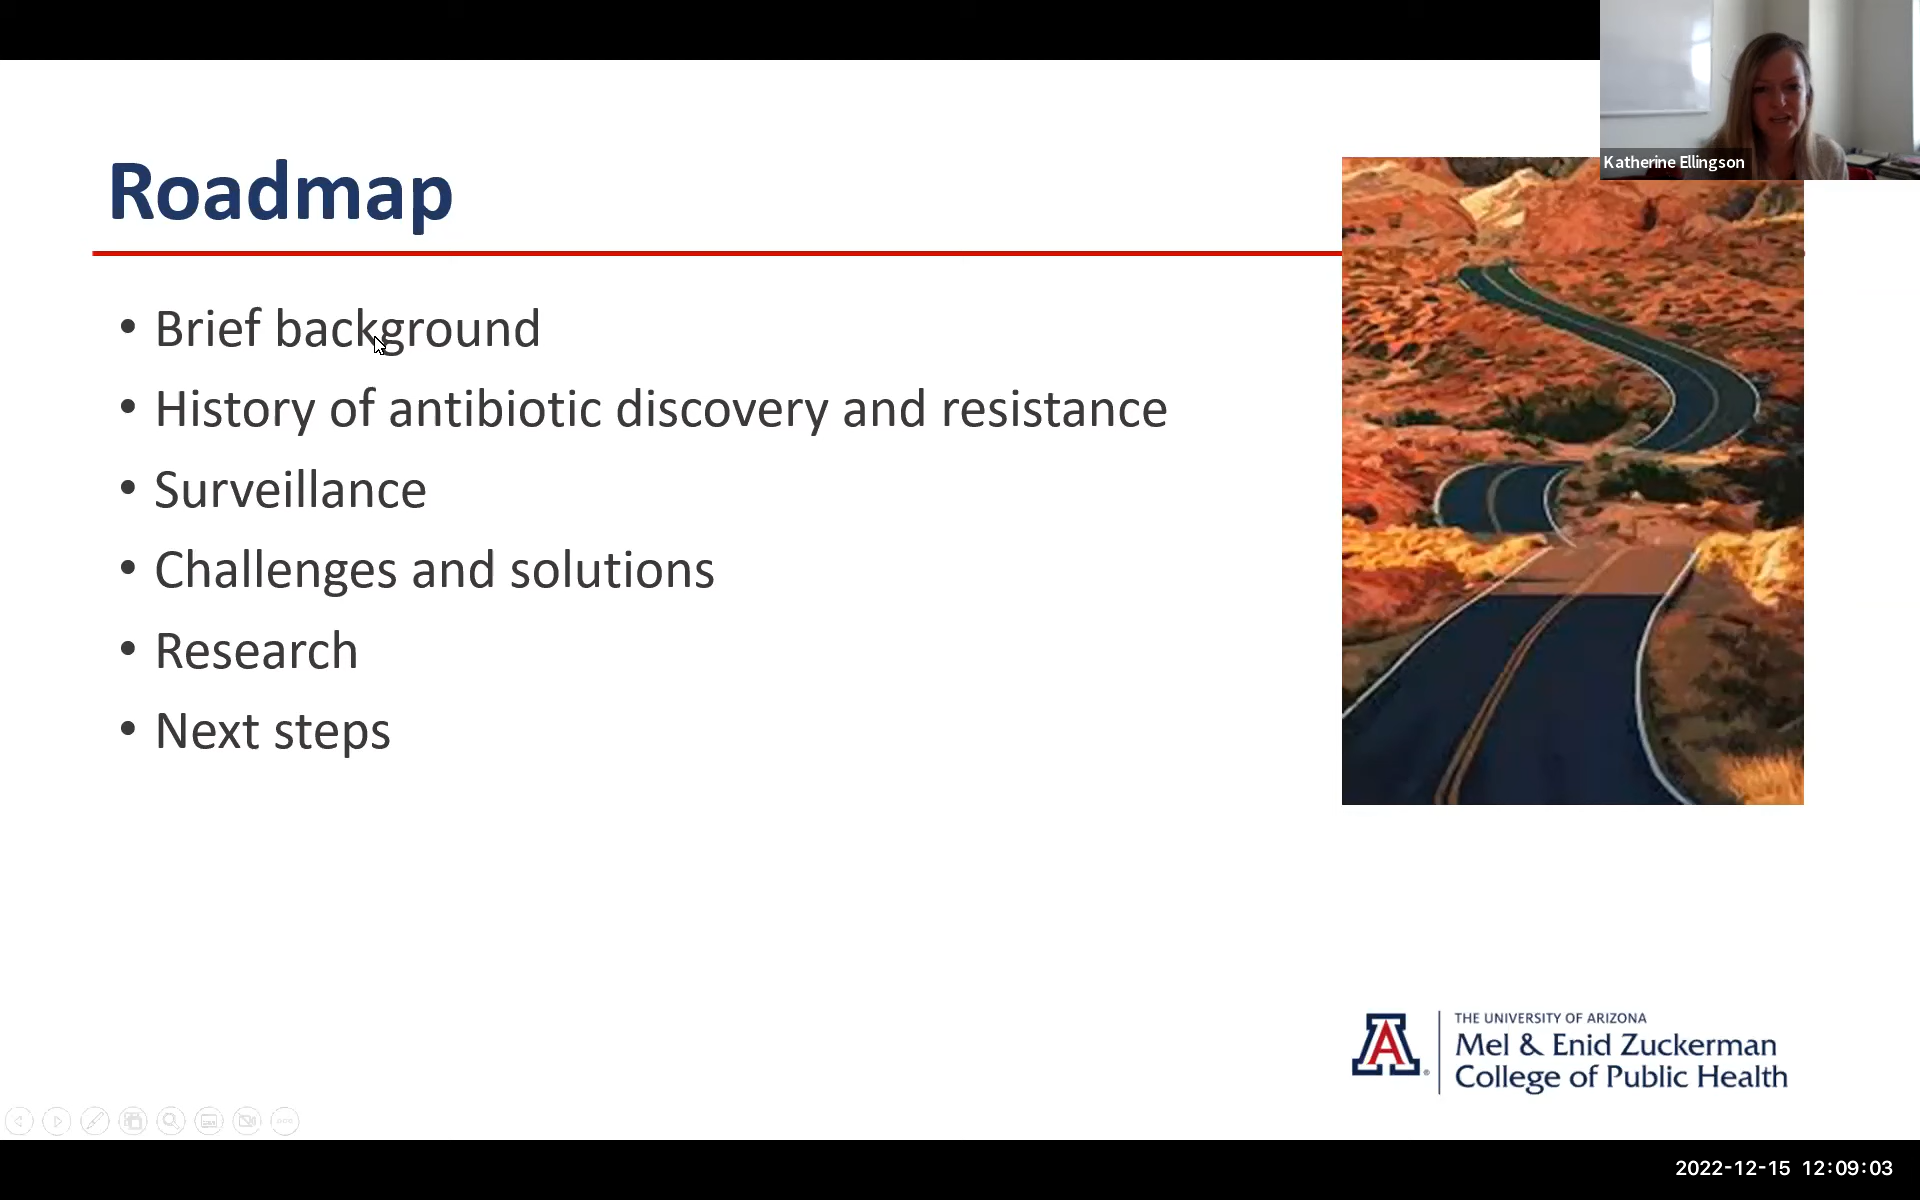 Katherine Ellingson
Roadmap
• Brief background
• History of antibiotic discovery and resistance
• Surveillance
• Challenges and solutions
• Research
• Next steps
A
THE UNIVERSITY OF ARIZONA
Mel & Enid Zuckerman
College of Public Health
2022-12-15 12:09:03